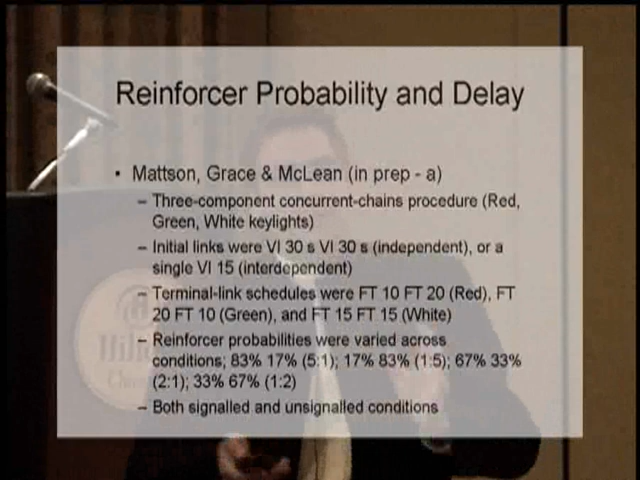 Reinforcer Probability and Delay
• Mattson, Grace & McLean (in prep - a)
– Three-component concurrent-chains procedure (Red,
Green, White keylights)
– Initial links were VI 30 s VI 30 s (independent), or a
single VI 15 (interdependent)
– Terminal-link schedules were FT 10 FT 20 (Red), FT
20 FT 10 (Green), and FT 15 FT 15 (White)
– Reinforcer probabilities were varied across
conditions; 83% 17% (5:1); 17% 83% (1:5); 67% 33%
(2:1); 33% 67% (1:2)
– Both signalled and unsignalled conditions